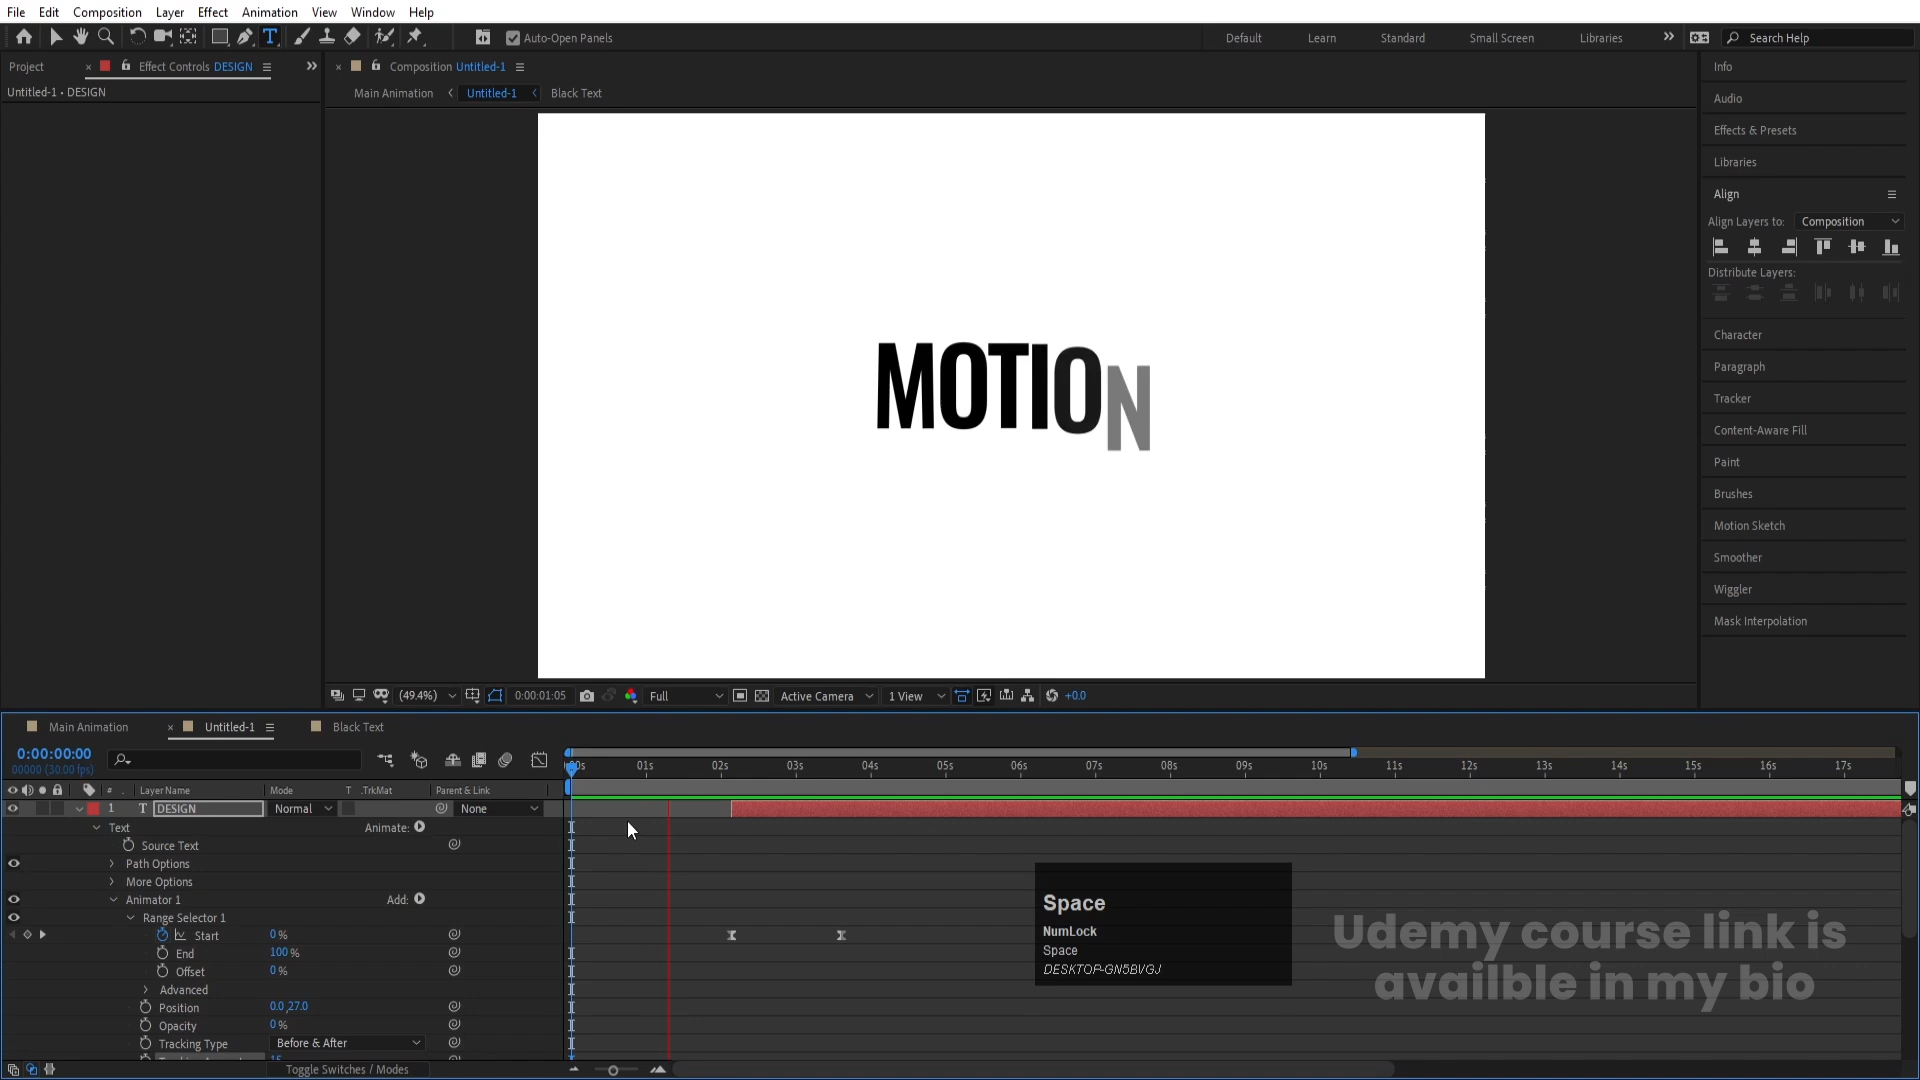 File Edit Composition Layer Effect Animation View Window Help
Auto-Open Panels Default Learn Standard Small Screen Libraries Search Help
Project Effect Controls DESIGN Composition Untitled-1 Info
Untitled-1 • DESIGN Main Animation Untitled-1 Black Text
Audio
Effects & Presets
Libraries
Align
Align Layers to: Composition
Distribute Layers:
Character
Paragraph
Tracker
Content-Aware Fill
Paint
Brushes
Motion Sketch
Smoother
Wiggler
Mask Interpolation
MOTION
(49.4%) 0:00:01:05 Full Active Camera 1 View +0.0
Main Animation Untitled-1 Black Text
0:00:00:00
00000 (30.00 fps)
01s 02s 03s 04s 05s 06s 07s 08s 09s 10s 11s 12s 13s 14s 15s 16s 17s
# Layer Name Mode T .TrkMat Parent & Link
1 T DESIGN Normal None
Text Animate:
Source Text
Path Options
More Options
Animator 1 Add:
Range Selector 1
Start 0%
End 100%
Offset 0%
Advanced
Position 0.0,27.0
Opacity 0%
Tracking Type Before & After
Toggle Switches / Modes
Space
NumLock
Space
DESKTOP-GN5BVGJ
Udemy course link is
availble in my bio